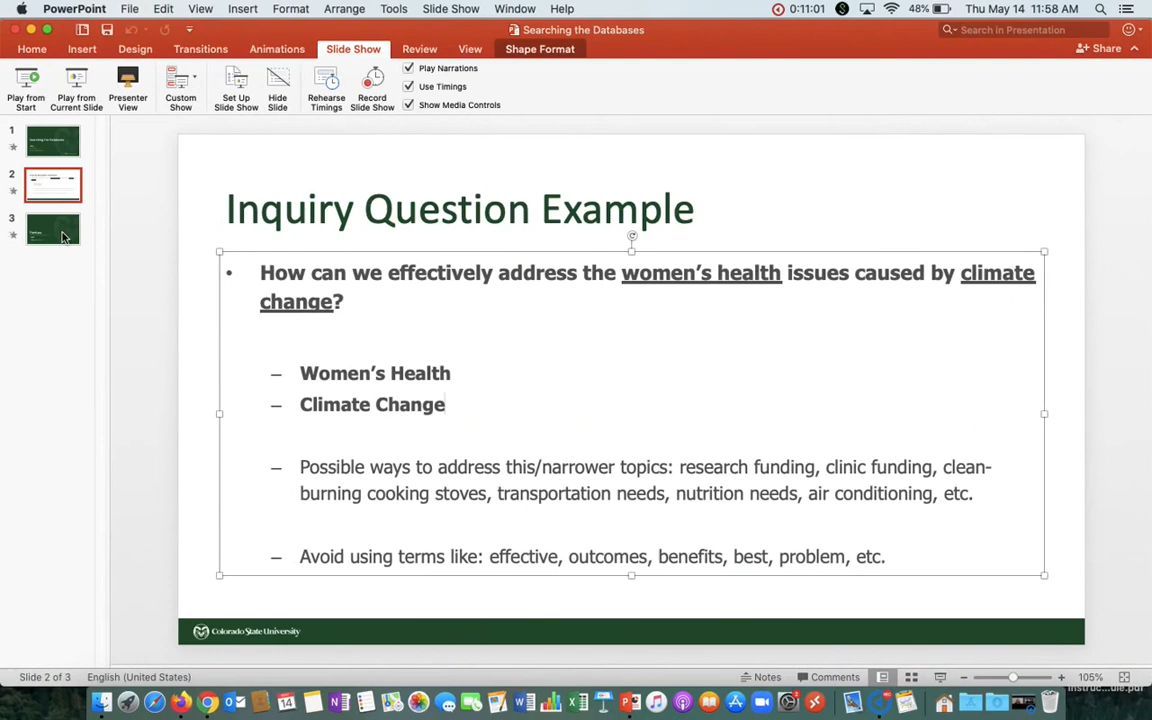 PowerPoint File Edit View Insert Format Arrange Tools Slide Show Window Help 0:11:01 48% Thu May 14 11:58 AM
Searching the Databases
Search in Presentation
Home Insert Design Transitions Animations Slide Show Review View Shape Format
Share
Play from Start
Play from Current Slide
Presenter View
Custom Show
Set Up Slide Show
Hide Slide
Rehearse Timings
Record Slide Show
Play Narrations
Use Timings
Show Media Controls
1
2
3
Inquiry Question Example
• How can we effectively address the women's health issues caused by climate
change?
– Women's Health
– Climate Change
– Possible ways to address this/narrower topics: research funding, clinic funding, clean-
burning cooking stoves, transportation needs, nutrition needs, air conditioning, etc.
– Avoid using terms like: effective, outcomes, benefits, best, problem, etc.
Colorado State University
Slide 2 of 3 English (United States) Notes Comments 105%